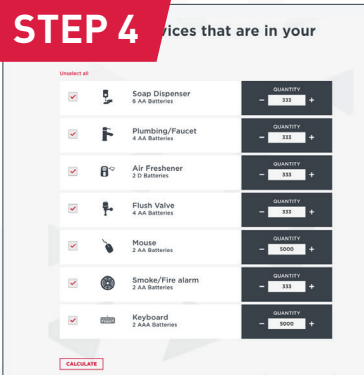 STEP 4
vices that are in your
Unselect all
Soap Dispenser
6 AA Batteries
QUANTITY
– 333 +
Plumbing/Faucet
4 AA Batteries
QUANTITY
– 333 +
Air Freshener
2 D Batteries
QUANTITY
– 333 +
Flush Valve
4 AA Batteries
QUANTITY
– 333 +
Mouse
2 AA Batteries
QUANTITY
– 5000 +
Smoke/Fire alarm
2 AA Batteries
QUANTITY
– 333 +
Keyboard
2 AAA Batteries
QUANTITY
– 5000 +
CALCULATE